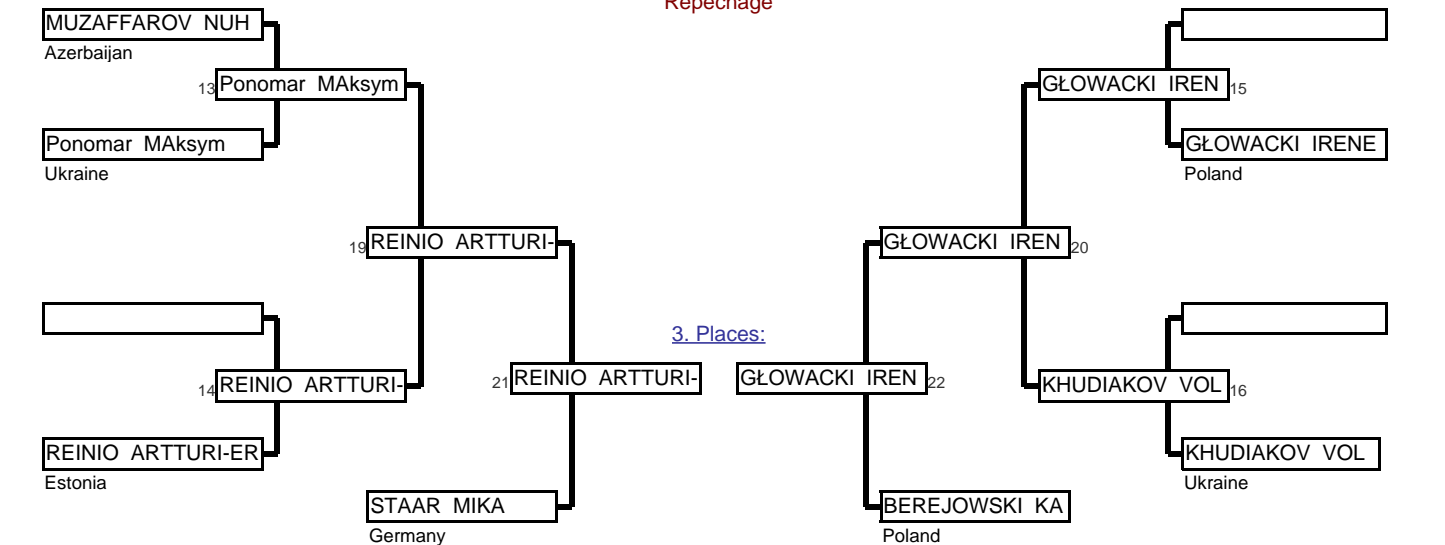 Repechage
MUZAFFAROV NUH
Azerbaijan
13 Ponomar MAksym
Ponomar MAksym
Ukraine
19 REINIO ARTTURI-
14 REINIO ARTTURI-
REINIO ARTTURI-ER
Estonia
21 REINIO ARTTURI-
STAAR MIKA
Germany
3. Places:
GŁOWACKI IREN 15
GŁOWACKI IRENE
Poland
GŁOWACKI IREN 20
GŁOWACKI IREN 22
KHUDIAKOV VOL 16
KHUDIAKOV VOL
Ukraine
BEREJOWSKI KA
Poland